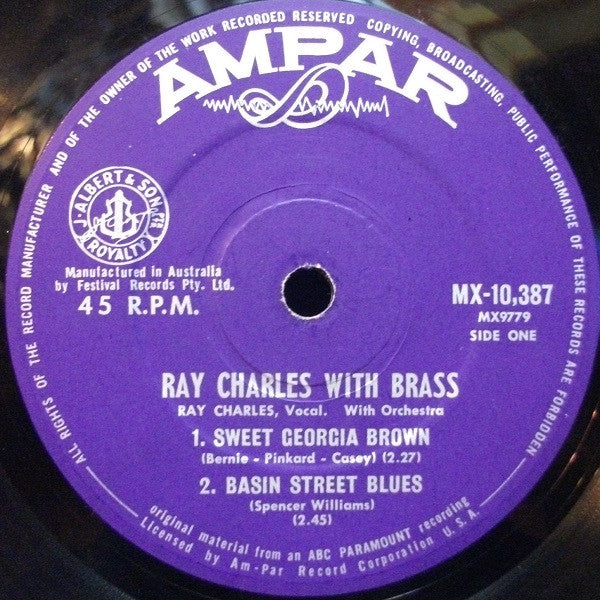 ALL RIGHTS OF THE RECORD MANUFACTURER AND OF THE OWNER OF THE WORK RECORDED RESERVED COPYING, BROADCASTING, PUBLIC PERFORMANCE OF THESE RECORDS ARE FORBIDDEN
AMPAR
J. ALBERT & SON PTY LTD
ROYALTY
Manufactured in Australia
by Festival Records Pty. Ltd.
45 R.P.M.
MX-10,387
MX9779
SIDE ONE
RAY CHARLES WITH BRASS
RAY CHARLES, Vocal. With Orchestra
1. SWEET GEORGIA BROWN
(Bernie - Pinkard - Casey) (2.27)
2. BASIN STREET BLUES
(Spencer Williams)
(2.45)
original material from an ABC PARAMOUNT recording
Licensed by Am-Par Record Corporation U.S.A.